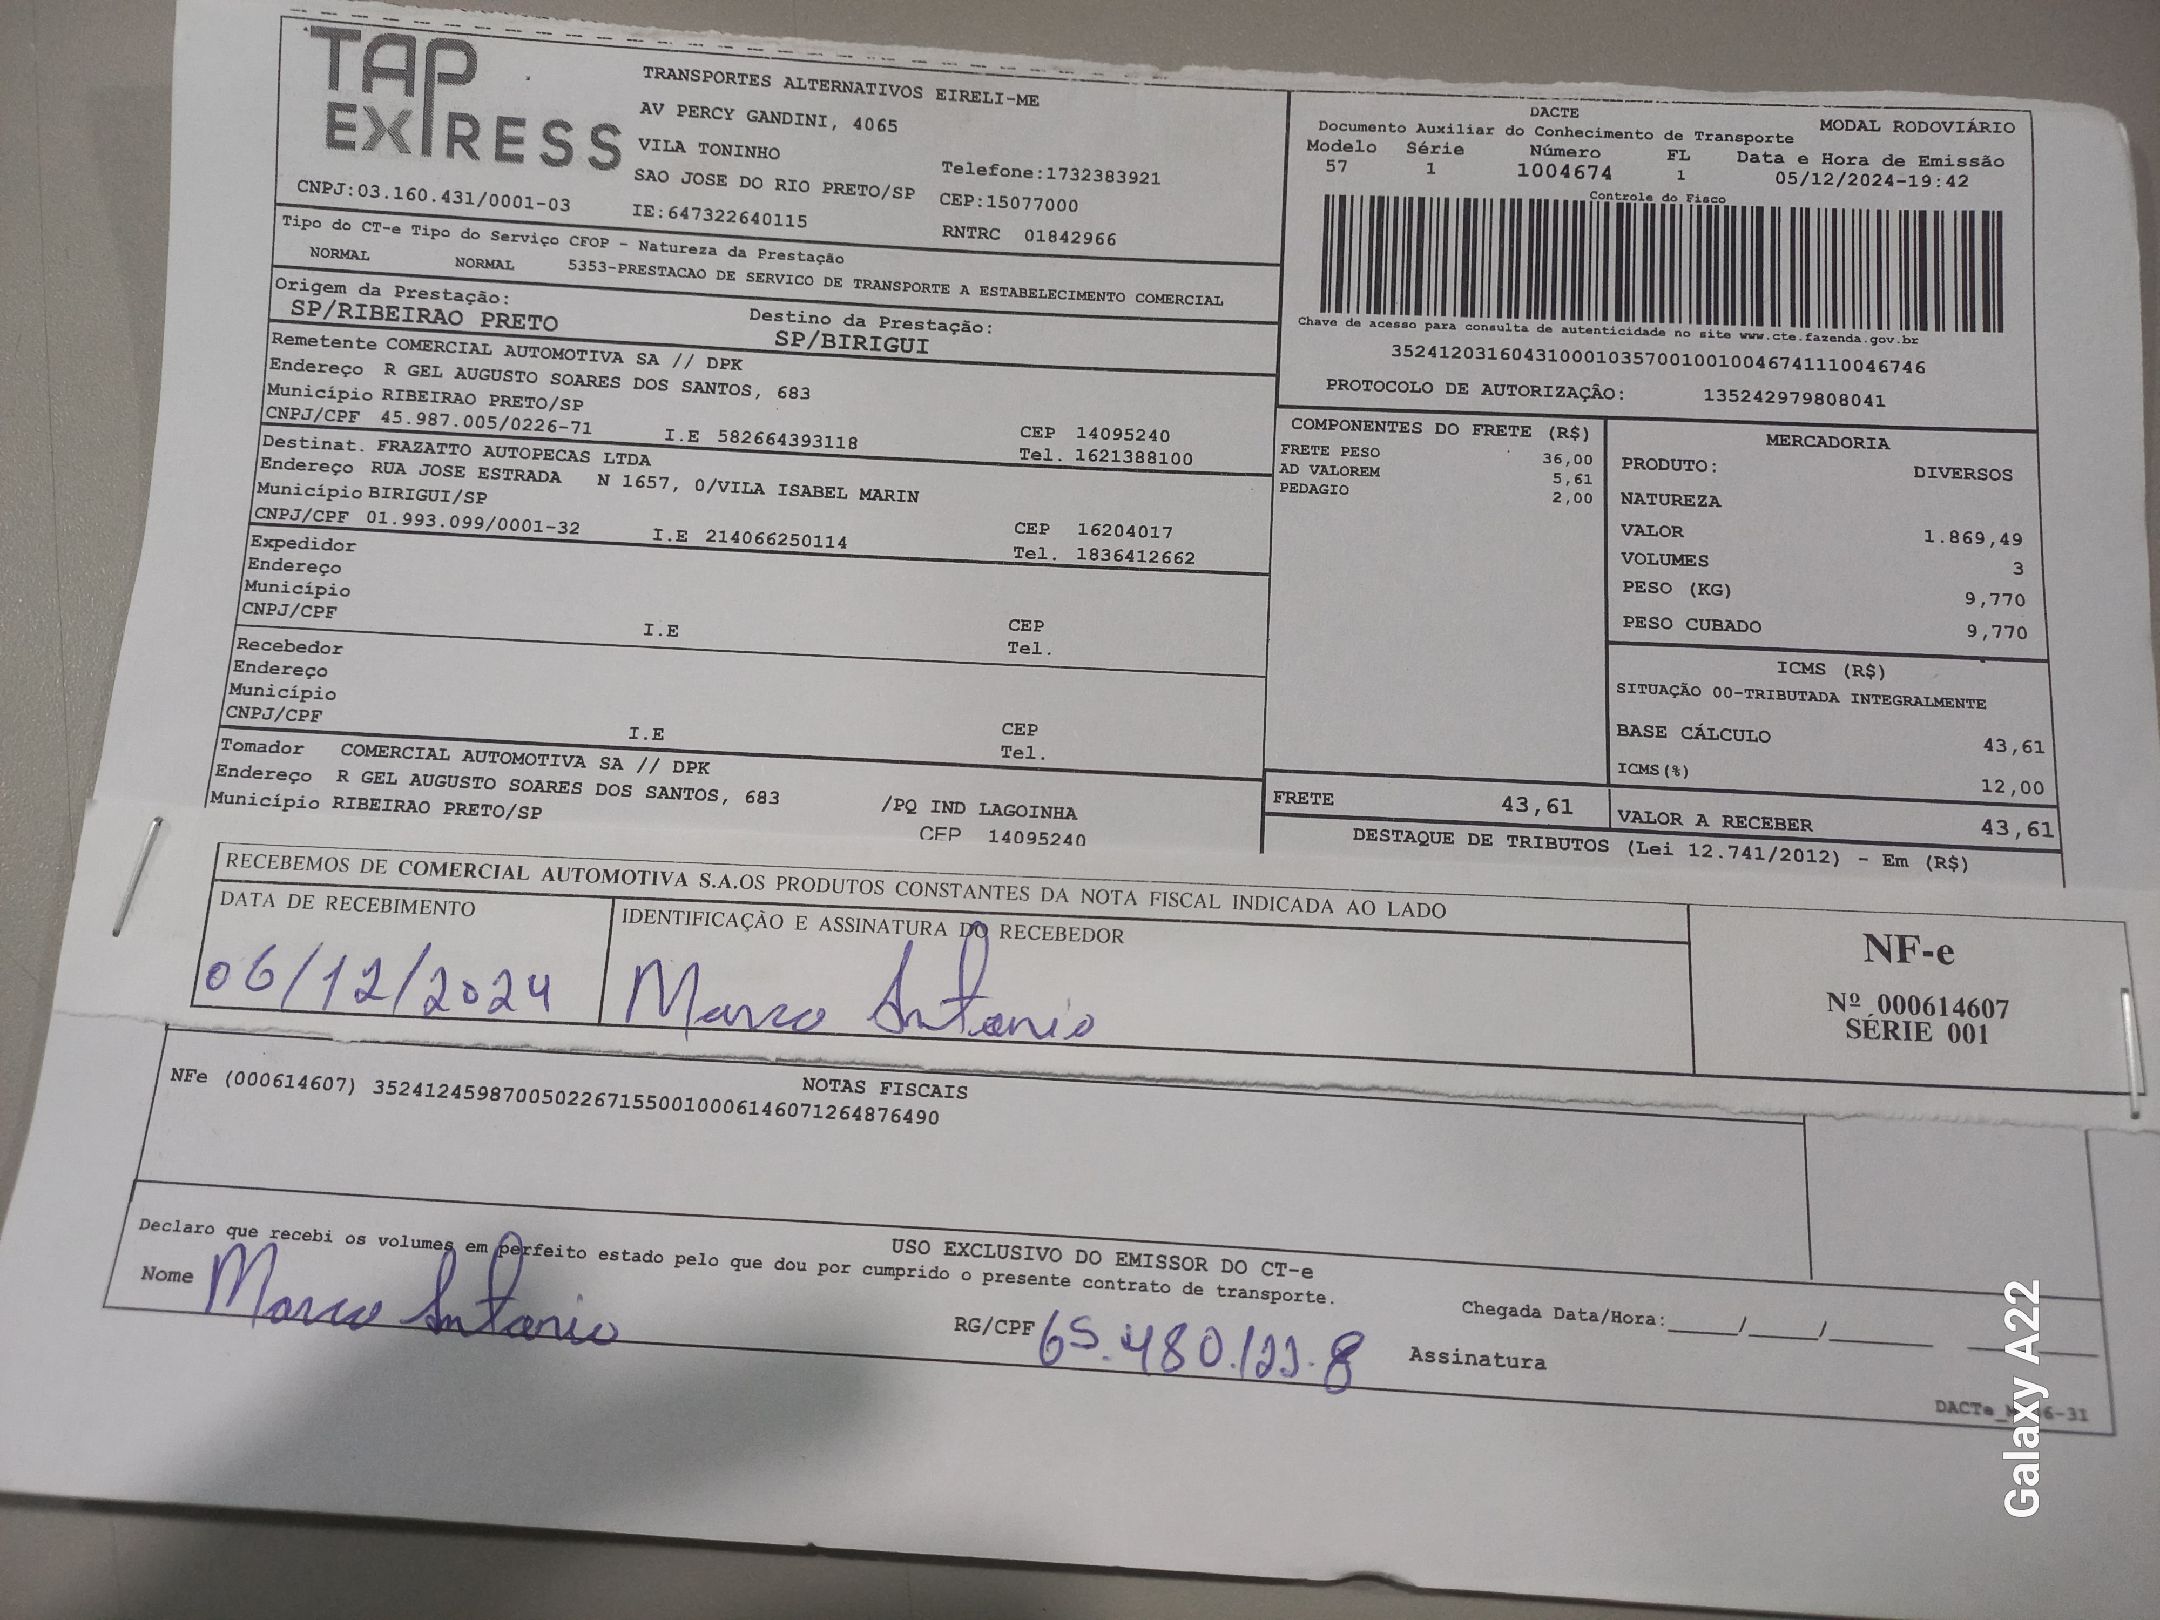 TAP EXPRESS
TRANSPORTES ALTERNATIVOS EIRELI-ME
AV PERCY GANDINI, 4065
VILA TONINHO
SAO JOSE DO RIO PRETO/SP
Telefone:1732383921
CEP:15077000
CNPJ:03.160.431/0001-03
IE:647322640115
RNTRC 01842966
DACTE
Documento Auxiliar do Conhecimento de Transporte
MODAL RODOVIÁRIO
Modelo Série Número FL Data e Hora de Emissão
57 1 1004674 1 05/12/2024-19:42
Controle do Fisco
Chave de acesso para consulta de autenticidade no site www.cte.fazenda.gov.br
35241203160431000103570010010046741110046746
PROTOCOLO DE AUTORIZAÇÃO: 135242979808041
Tipo do CT-e Tipo do Serviço CFOP - Natureza da Prestação
NORMAL NORMAL 5353-PRESTACAO DE SERVICO DE TRANSPORTE A ESTABELECIMENTO COMERCIAL
Origem da Prestação:
SP/RIBEIRAO PRETO
Destino da Prestação:
SP/BIRIGUI
Remetente COMERCIAL AUTOMOTIVA SA // DPK
Endereço R GEL AUGUSTO SOARES DOS SANTOS, 683
Município RIBEIRAO PRETO/SP
CEP 14095240
CNPJ/CPF 45.987.005/0226-71 I.E 582664393118 Tel. 1621388100
Destinat. FRAZATTO AUTOPECAS LTDA
Endereço RUA JOSE ESTRADA N 1657, 0/VILA ISABEL MARIN
Município BIRIGUI/SP
CEP 16204017
CNPJ/CPF 01.993.099/0001-32 I.E 214066250114 Tel. 1836412662
Expedidor
Endereço
Município
CEP
CNPJ/CPF I.E Tel.
Recebedor
Endereço
Município
CEP
CNPJ/CPF I.E Tel.
Tomador COMERCIAL AUTOMOTIVA SA // DPK
Endereço R GEL AUGUSTO SOARES DOS SANTOS, 683 /PQ IND LAGOINHA
Município RIBEIRAO PRETO/SP CEP 14095240
COMPONENTES DO FRETE (R$)
FRETE PESO 36,00
AD VALOREM 5,61
PEDAGIO 2,00
FRETE 43,61
MERCADORIA
PRODUTO: DIVERSOS
NATUREZA
VALOR 1.869,49
VOLUMES 3
PESO (KG) 9,770
PESO CUBADO 9,770
ICMS (R$)
SITUAÇÃO 00-TRIBUTADA INTEGRALMENTE
BASE CÁLCULO 43,61
ICMS(%) 12,00
VALOR A RECEBER 43,61
DESTAQUE DE TRIBUTOS (Lei 12.741/2012) - Em (R$)
RECEBEMOS DE COMERCIAL AUTOMOTIVA S.A.OS PRODUTOS CONSTANTES DA NOTA FISCAL INDICADA AO LADO
DATA DE RECEBIMENTO
06/12/2024
IDENTIFICAÇÃO E ASSINATURA DO RECEBEDOR
Marco Antonio
NF-e
Nº 000614607
SÉRIE 001
NOTAS FISCAIS
NFe (000614607) 35241245987005022671550010006146071264876490
USO EXCLUSIVO DO EMISSOR DO CT-e
Declaro que recebi os volumes em perfeito estado pelo que dou por cumprido o presente contrato de transporte.
Nome Marco Antonio
RG/CPF 65.480.123.8
Chegada Data/Hora:_____/_____/_______
Assinatura
Galaxy A22